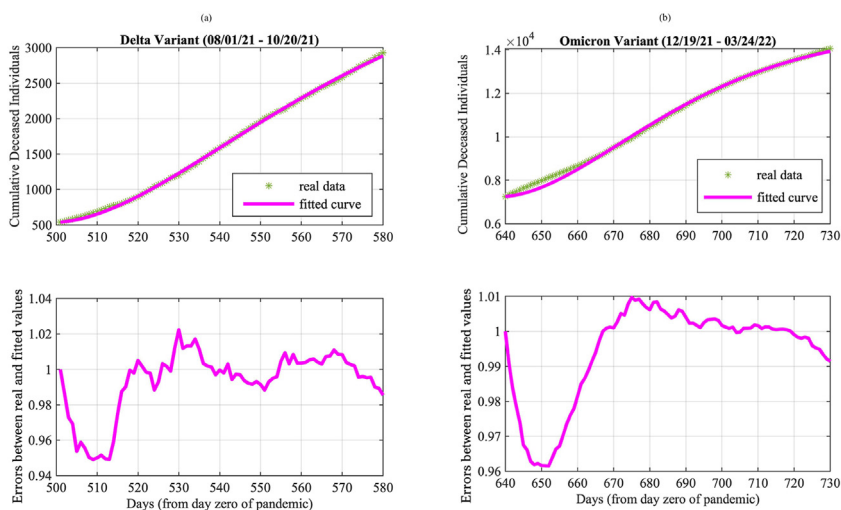 (a)
Delta Variant (08/01/21 - 10/20/21)
Cumulative Deceased Individuals
3000
2500
2000
1500
1000
500
500 510 520 530 540 550 560 570 580
real data
fitted curve
Errors between real and fitted values
1.04
1.02
1
0.98
0.96
0.94
500 510 520 530 540 550 560 570 580
Days (from day zero of pandemic)
(b)
×10⁴
Omicron Variant (12/19/21 - 03/24/22)
Cumulative Deceased Individuals
1.4
1.2
1.0
0.8
0.6
640 650 660 670 680 690 700 710 720 730
real data
fitted curve
Errors between real and fitted values
1.01
1
0.99
0.98
0.97
0.96
640 650 660 670 680 690 700 710 720 730
Days (from day zero of pandemic)